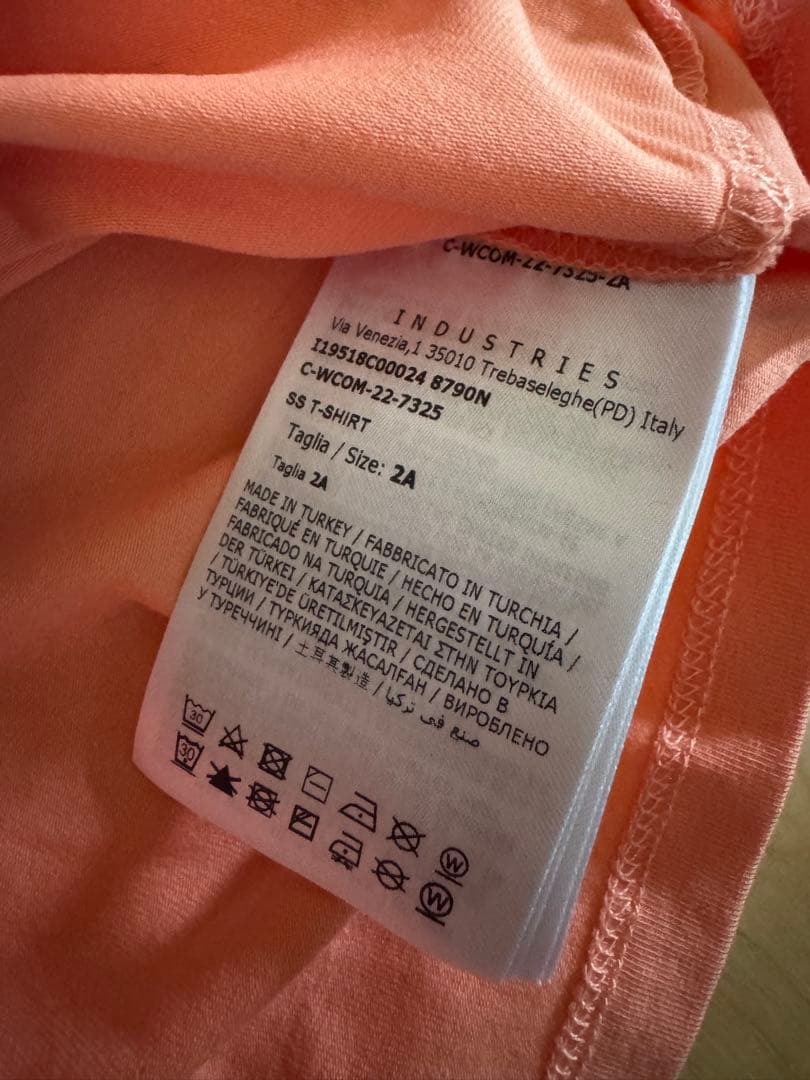 C-WCOM-22-7325-2A
INDUSTRIES
Via Venezia,1 35010 Trebaseleghe(PD) Italy
I19518C00024 8790N
C-WCOM-22-7325
SS T-SHIRT
Taglia / Size: 2A
Taglia 2A
MADE IN TURKEY / FABBRICATO IN TURCHIA /
FABRIQUÉ EN TURQUIE / HECHO EN TURQUÍA /
FABRICADO NA TURQUIA / HERGESTELLT IN
DER TÜRKEI / ΚΑΤΑΣΚΕΥΑΖΕΤΑΙ ΣΤΗΝ ΤΟΥΡΚΙΑ
/ TÜRKIYE'DE ÜRETILMIŞTIR / СДЕЛАНО В
ТУРЦИИ / ТҮРКИЯДА ЖАСАЛҒАН / ВИРОБЛЕНО
У ТУРЕЧЧИНІ / 土耳其製造 / صنع في تركيا
30 W
30 W